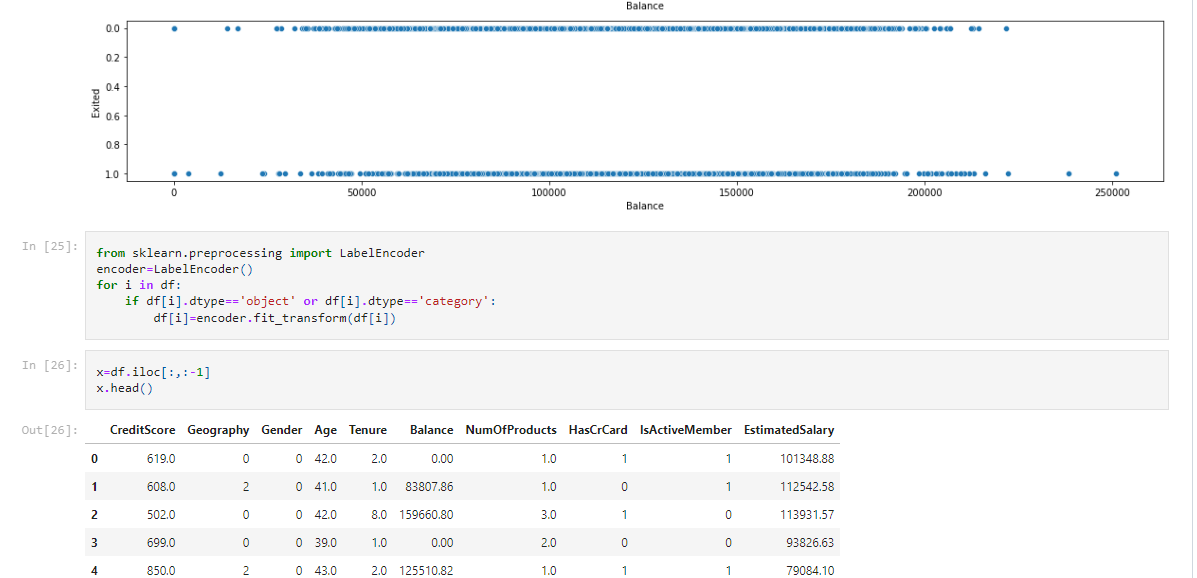 Balance
0.0
0.2
0.4
0.6
0.8
1.0
Exited
0 50000 100000 150000 200000 250000
Balance
In [25]:
from sklearn.preprocessing import LabelEncoder
encoder=LabelEncoder()
for i in df:
    if df[i].dtype=='object' or df[i].dtype=='category':
        df[i]=encoder.fit_transform(df[i])
In [26]:
x=df.iloc[:,:-1]
x.head()
Out[26]:
CreditScore Geography Gender Age Tenure Balance NumOfProducts HasCrCard IsActiveMember EstimatedSalary
0 619.0 0 0 42.0 2.0 0.00 1.0 1 1 101348.88
1 608.0 2 0 41.0 1.0 83807.86 1.0 0 1 112542.58
2 502.0 0 0 42.0 8.0 159660.80 3.0 1 0 113931.57
3 699.0 0 0 39.0 1.0 0.00 2.0 0 0 93826.63
4 850.0 2 0 43.0 2.0 125510.82 1.0 1 1 79084.10